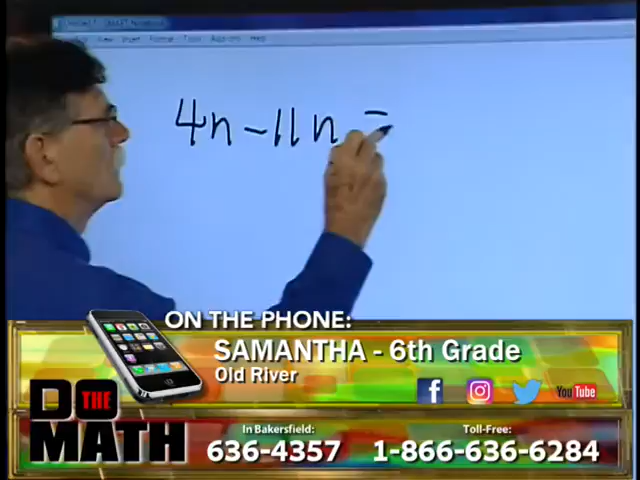 4n - 11n =
ON THE PHONE:
SAMANTHA - 6th Grade
Old River
YouTube
DO THE MATH
In Bakersfield:
636-4357
Toll-Free:
1-866-636-6284